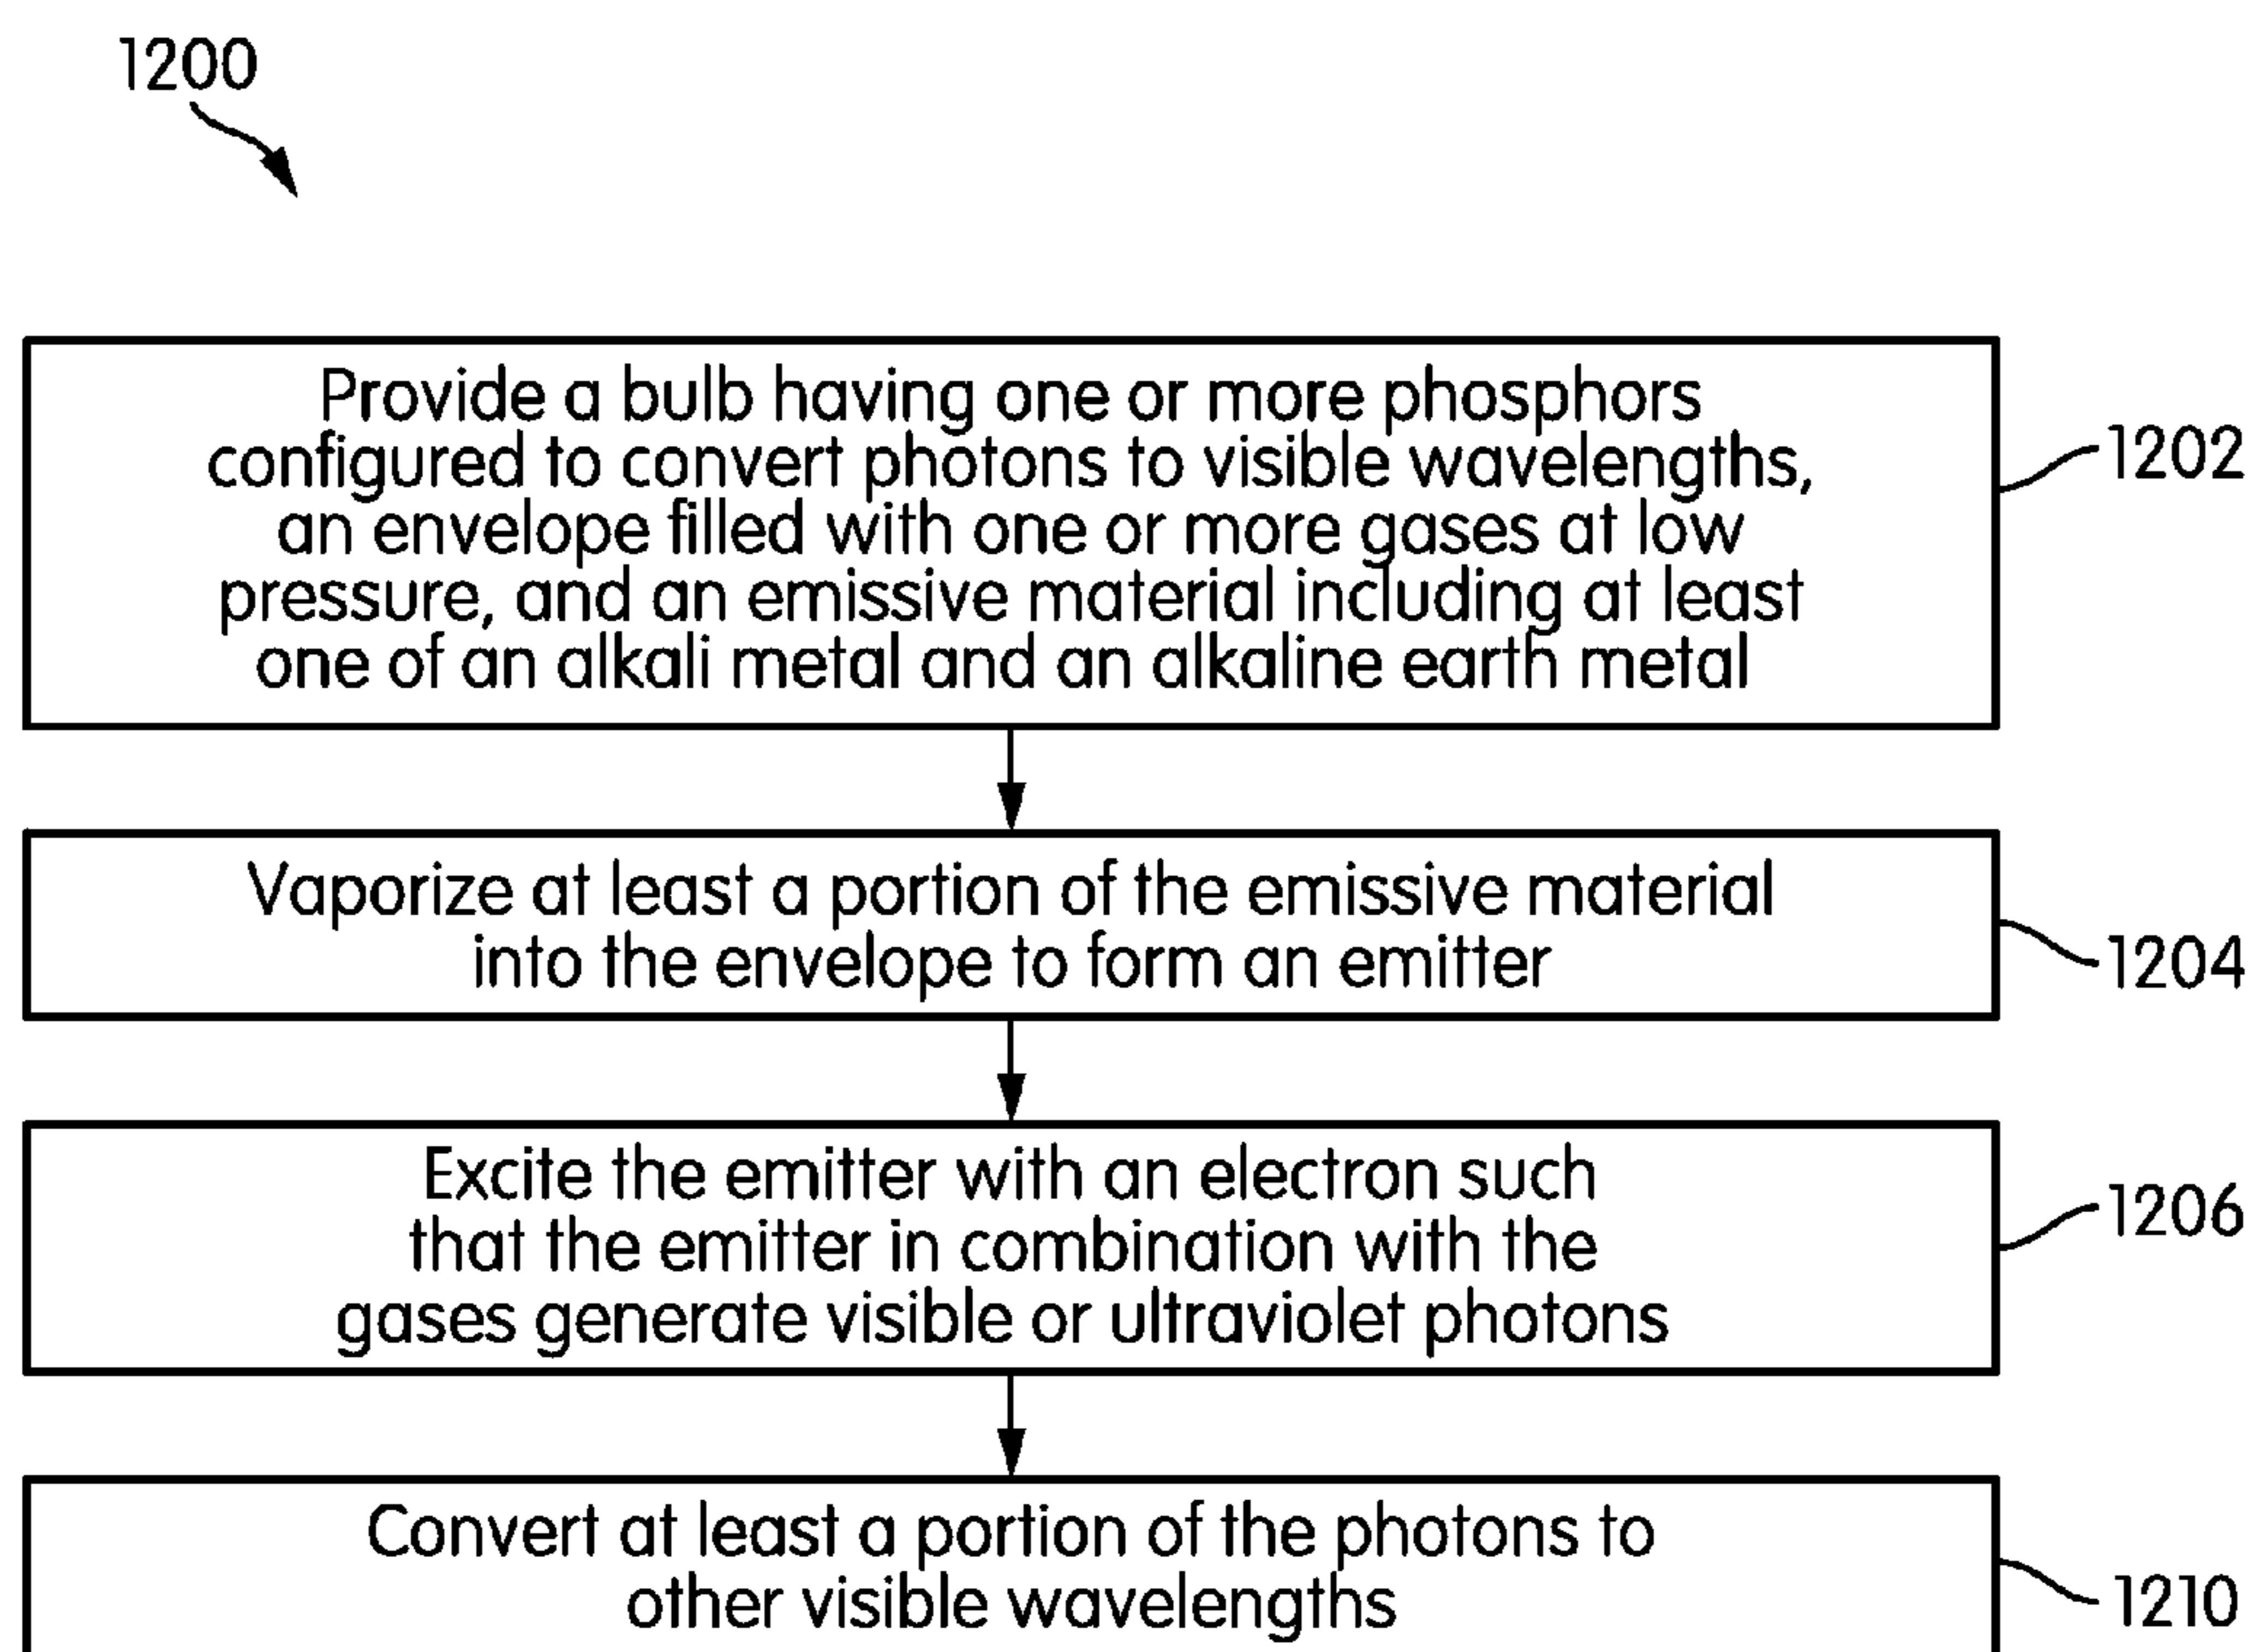 1200
Provide a bulb having one or more phosphors
configured to convert photons to visible wavelengths,
an envelope filled with one or more gases at low
pressure, and an emissive material including at least
one of an alkali metal and an alkaline earth metal
1202
Vaporize at least a portion of the emissive material
into the envelope to form an emitter
1204
Excite the emitter with an electron such
that the emitter in combination with the
gases generate visible or ultraviolet photons
1206
Convert at least a portion of the photons to
other visible wavelengths
1210